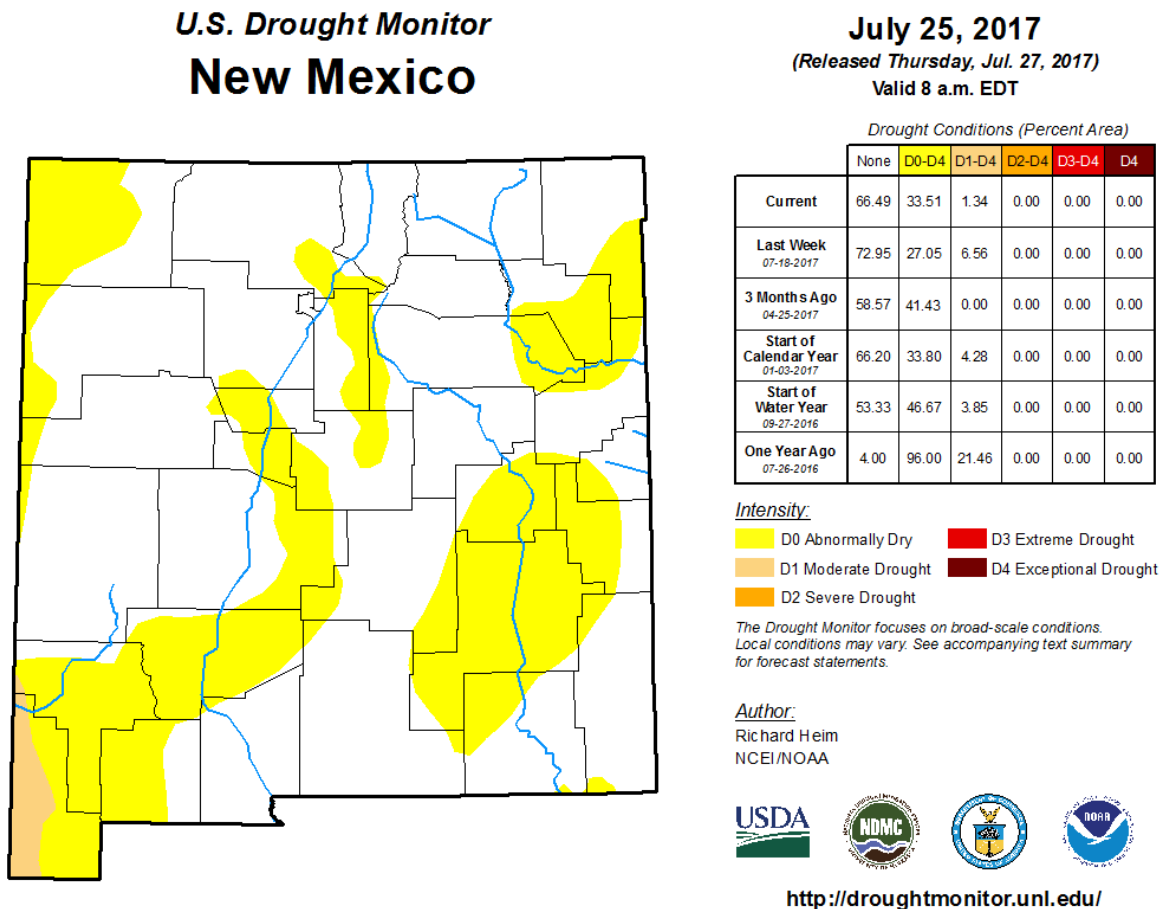 U.S. Drought Monitor
New Mexico
July 25, 2017
(Released Thursday, Jul. 27, 2017)
Valid 8 a.m. EDT
Drought Conditions (Percent Area)
None D0-D4 D1-D4 D2-D4 D3-D4 D4
Current 66.49 33.51 1.34 0.00 0.00 0.00
Last Week
07-18-2017 72.95 27.05 6.56 0.00 0.00 0.00
3 Months Ago
04-25-2017 58.57 41.43 0.00 0.00 0.00 0.00
Start of
Calendar Year
01-03-2017 66.20 33.80 4.28 0.00 0.00 0.00
Start of
Water Year
09-27-2016 53.33 46.67 3.85 0.00 0.00 0.00
One Year Ago
07-26-2016 4.00 96.00 21.46 0.00 0.00 0.00
Intensity:
D0 Abnormally Dry
D1 Moderate Drought
D2 Severe Drought
D3 Extreme Drought
D4 Exceptional Drought
The Drought Monitor focuses on broad-scale conditions.
Local conditions may vary. See accompanying text summary
for forecast statements.
Author:
Richard Heim
NCEI/NOAA
USDA
NDMC
NOAA
http://droughtmonitor.unl.edu/